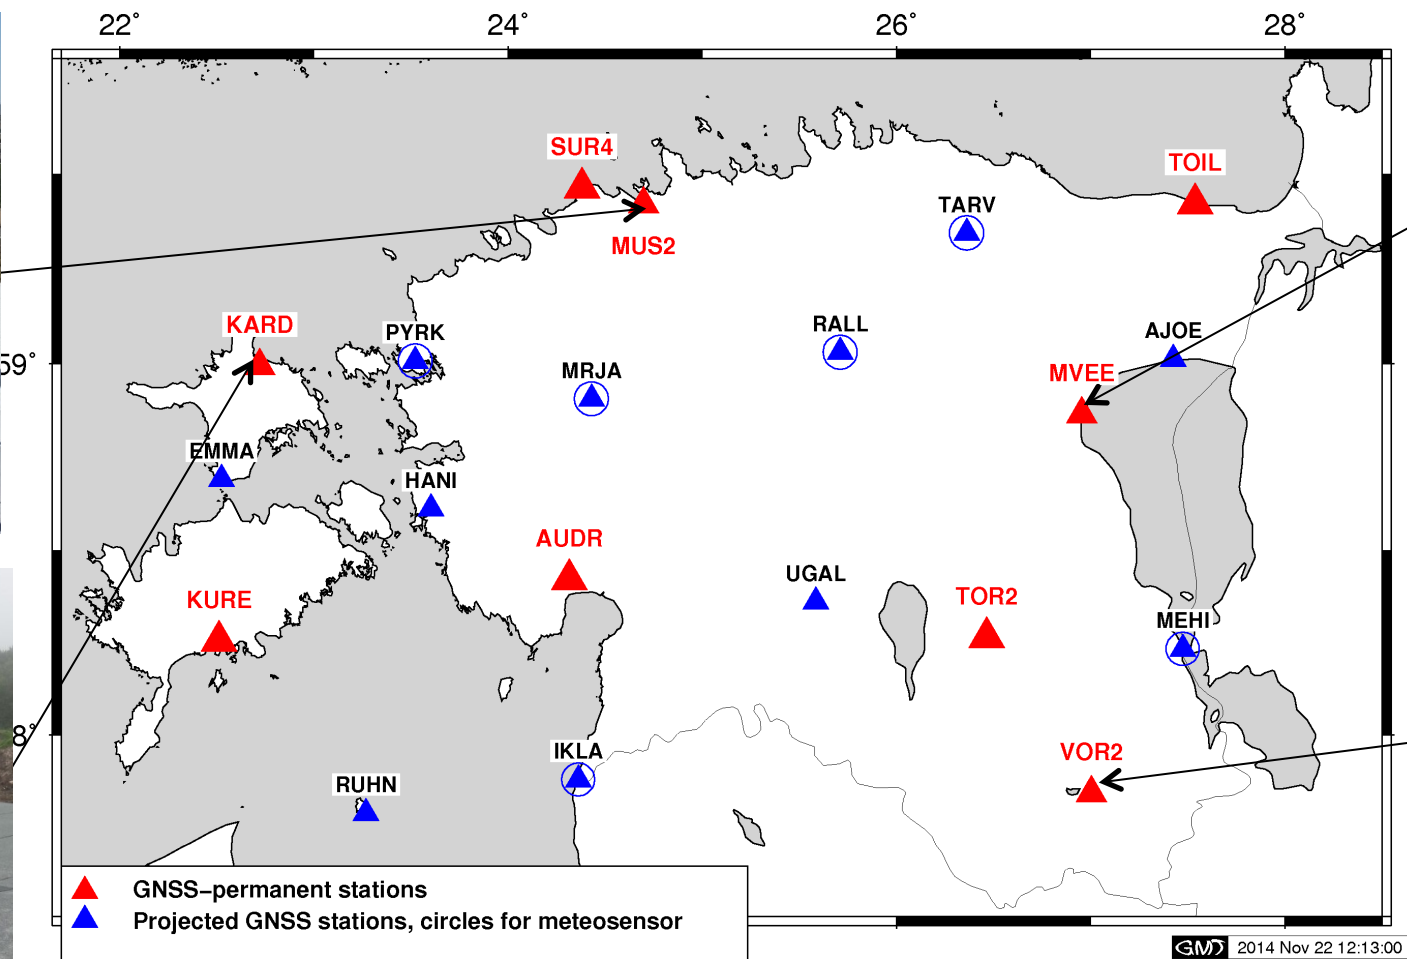 22° 24° 26° 28°
SUR4
TOIL
TARV
MUS2
KARD
PYRK
RALL
AJOE
59°
MRJA
MVEE
EMMA
HANI
AUDR
UGAL
KURE
TOR2
MEHI
8°
IKLA
VOR2
RUHN
GNSS–permanent stations
Projected GNSS stations, circles for meteosensor
GMT 2014 Nov 22 12:13:00